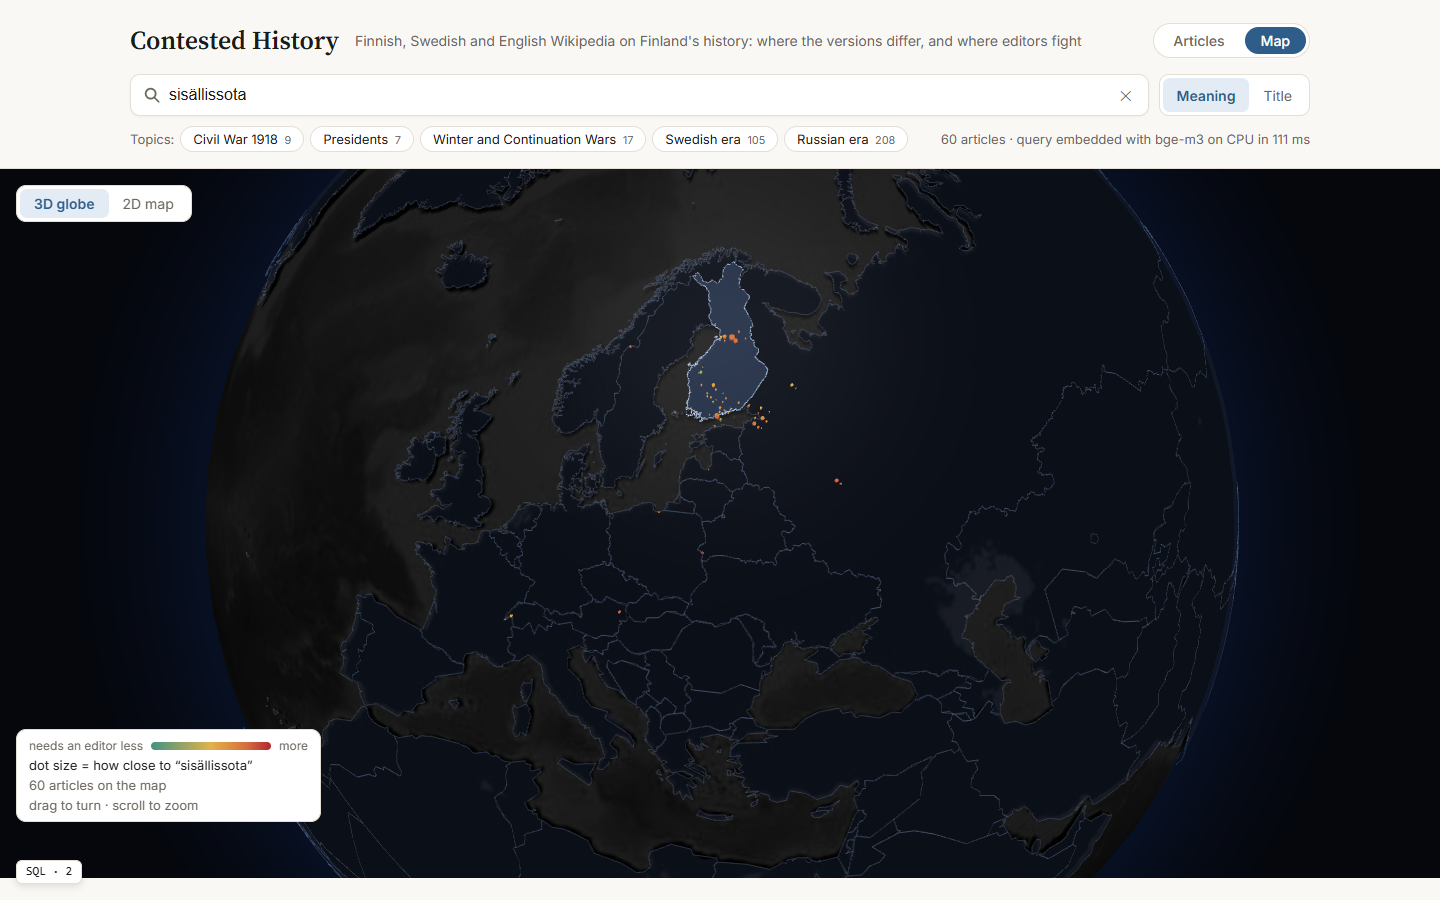 Contested History
Finnish, Swedish and English Wikipedia on Finland's history: where the versions differ, and where editors fight
Articles
Map
sisällissota
Meaning
Title
Topics:
Civil War 1918 9
Presidents 7
Winter and Continuation Wars 17
Swedish era 105
Russian era 208
60 articles · query embedded with bge-m3 on CPU in 111 ms
3D globe
2D map
needs an editor less more
dot size = how close to “sisällissota”
60 articles on the map
drag to turn · scroll to zoom
SQL · 2